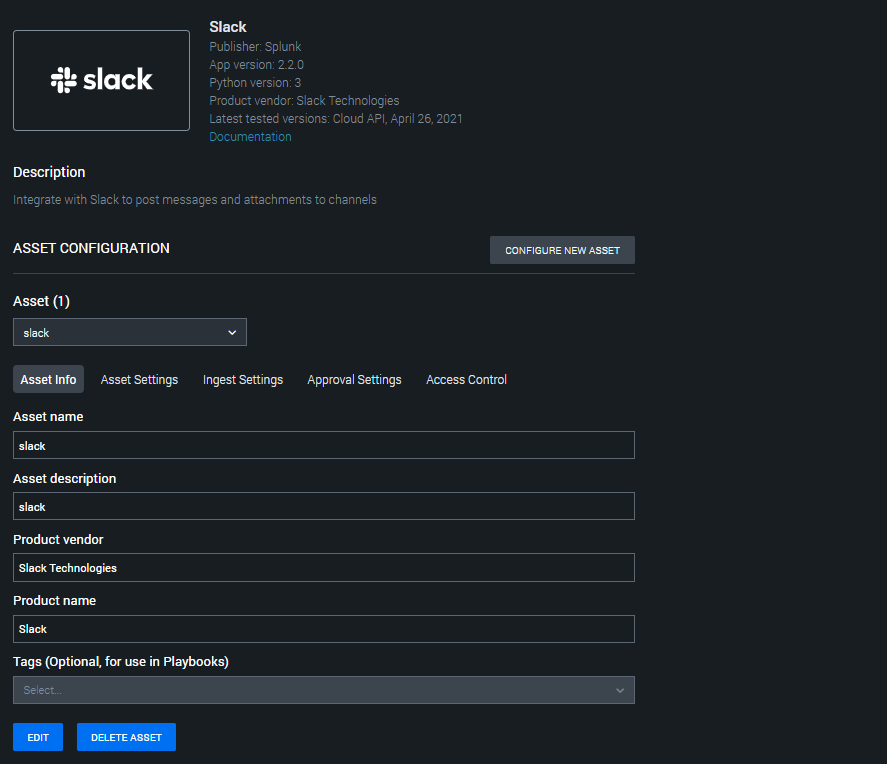 slack
Slack
Publisher: Splunk
App version: 2.2.0
Python version: 3
Product vendor: Slack Technologies
Latest tested versions: Cloud API, April 26, 2021
Documentation
Description
Integrate with Slack to post messages and attachments to channels
ASSET CONFIGURATION
CONFIGURE NEW ASSET
Asset (1)
slack
Asset Info Asset Settings Ingest Settings Approval Settings Access Control
Asset name
slack
Asset description
slack
Product vendor
Slack Technologies
Product name
Slack
Tags (Optional, for use in Playbooks)
Select...
EDIT DELETE ASSET